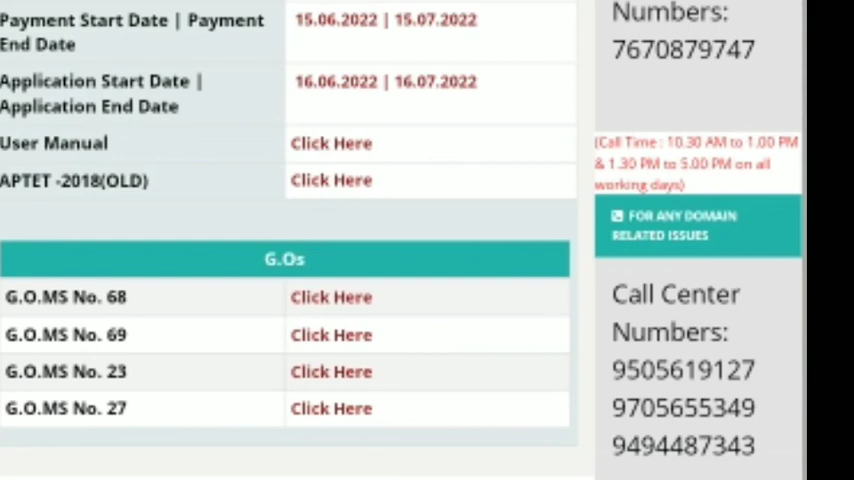 Payment Start Date | Payment
End Date
15.06.2022 | 15.07.2022
Application Start Date |
Application End Date
16.06.2022 | 16.07.2022
User Manual
Click Here
APTET -2018(OLD)
Click Here
G.Os
G.O.MS No. 68
Click Here
G.O.MS No. 69
Click Here
G.O.MS No. 23
Click Here
G.O.MS No. 27
Click Here
Numbers:
7670879747
(Call Time : 10.30 AM to 1.00 PM
& 1.30 PM to 5.00 PM on all
working days)
FOR ANY DOMAIN
RELATED ISSUES
Call Center
Numbers:
9505619127
9705655349
9494487343